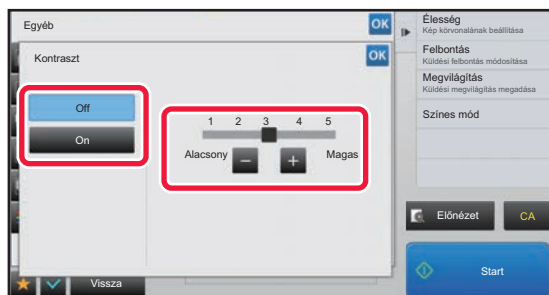 Egyéb
OK
Kontraszt
OK
Off
On
1 2 3 4 5
Alacsony
−
+
Magas
Vissza
Élesség
Kép körvonalának beállítása
Felbontás
Küldési felbontás módosítása
Megvilágítás
Küldési megvilágítás megadása
Színes mód
Előnézet
CA
Start